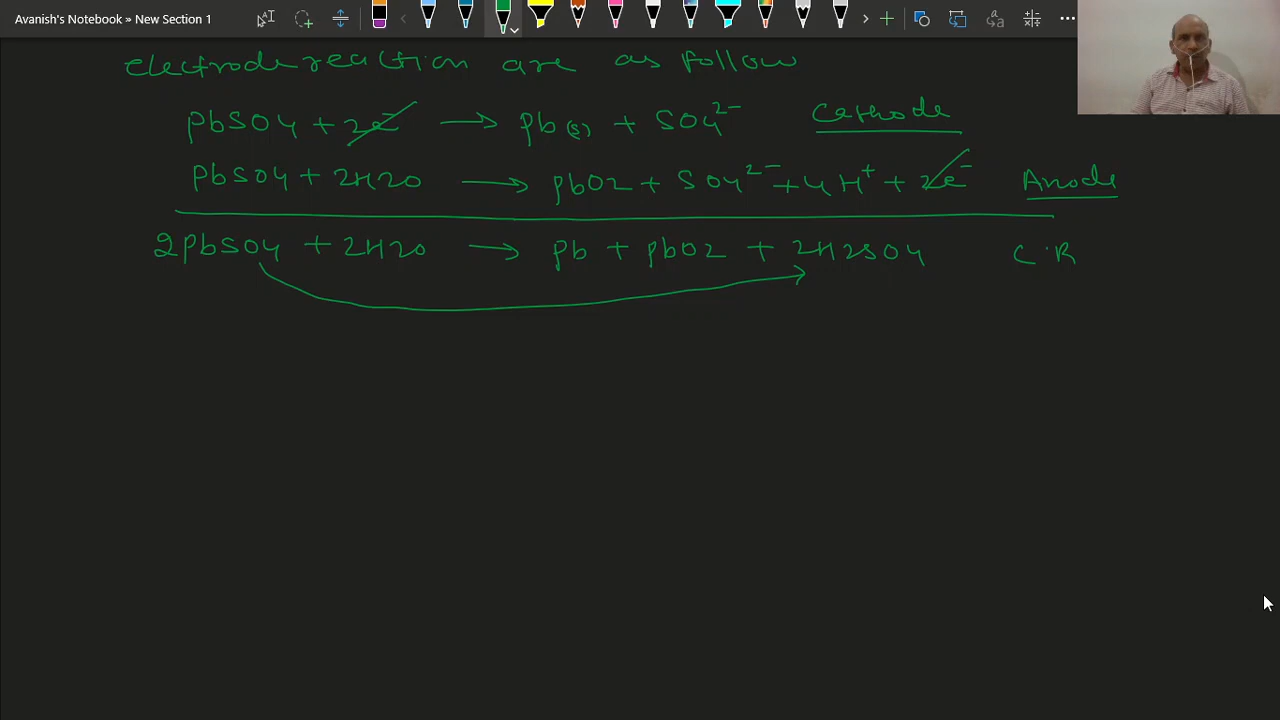 Avanish's Notebook » New Section 1
electrode reaction are as follow
PbSO4 + 2e⁻ → pb(s) + SO4²⁻ Cathode
PbSO4 + 2H2O → pbO2 + SO4²⁻ + 4H⁺ + 2e⁻ Anode
2PbSO4 + 2H2O → pb + pbO2 + 2H2SO4 C.R